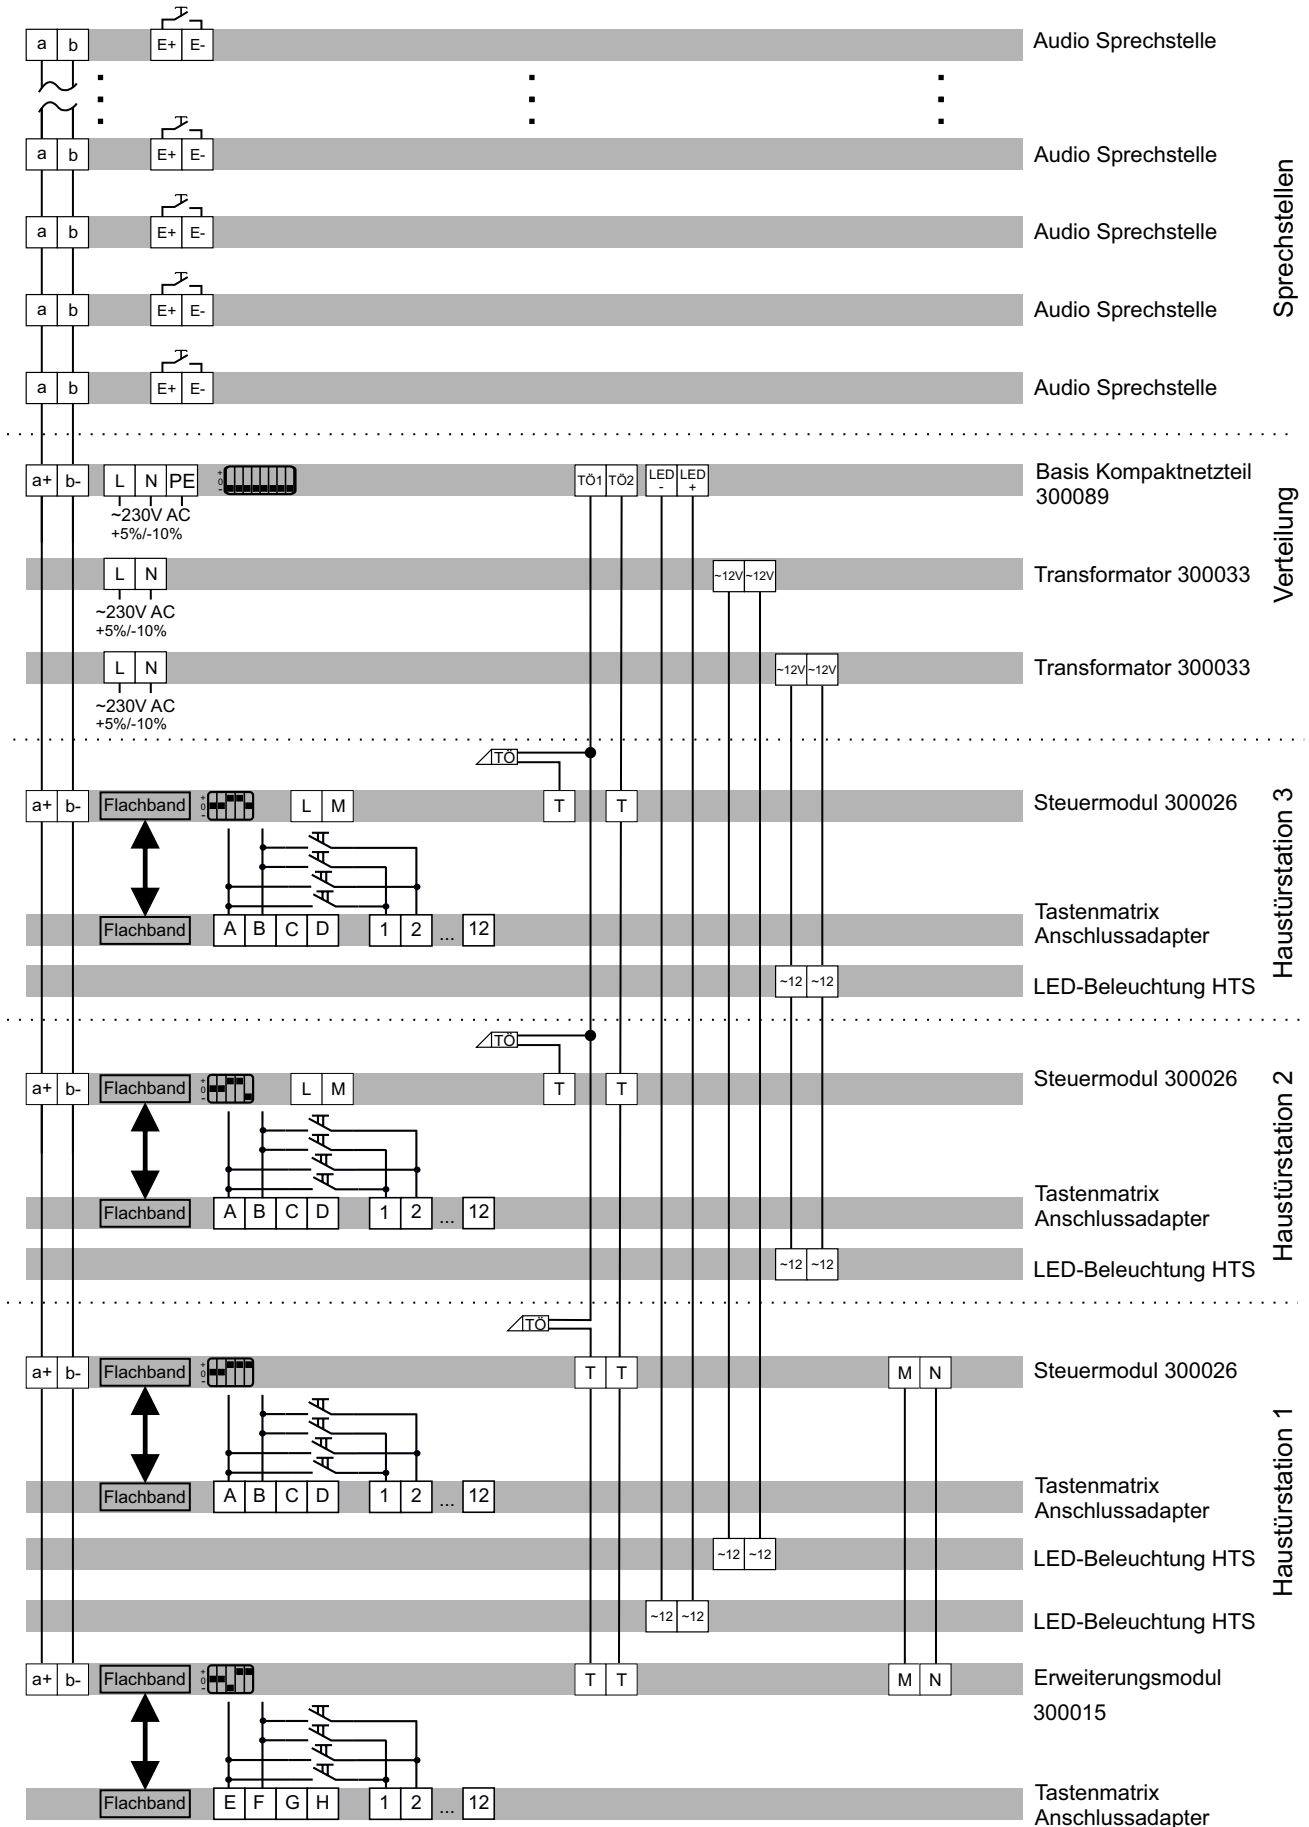 a b E+ E- Audio Sprechstelle
a b E+ E- Audio Sprechstelle
a b E+ E- Audio Sprechstelle
a b E+ E- Audio Sprechstelle
a b E+ E- Audio Sprechstelle
Sprechstellen
a+ b- L N PE + 0 - TÖ1 TÖ2 LED - LED + Basis Kompaktnetzteil
300089
~230V AC
+5%/-10%
L N ~12V ~12V Transformator 300033
~230V AC
+5%/-10%
L N ~12V ~12V Transformator 300033
~230V AC
+5%/-10%
Verteilung
TÖ
a+ b- Flachband + 0 - L M T T Steuermodul 300026
Flachband A B C D 1 2 ... 12 Tastenmatrix
Anschlussadapter
~12 ~12 LED-Beleuchtung HTS
Haustürstation 3
TÖ
a+ b- Flachband + 0 - L M T T Steuermodul 300026
Flachband A B C D 1 2 ... 12 Tastenmatrix
Anschlussadapter
~12 ~12 LED-Beleuchtung HTS
Haustürstation 2
TÖ
a+ b- Flachband + 0 - T T M N Steuermodul 300026
Flachband A B C D 1 2 ... 12 Tastenmatrix
Anschlussadapter
~12 ~12 LED-Beleuchtung HTS
~12 ~12 LED-Beleuchtung HTS
a+ b- Flachband + 0 - T T M N Erweiterungsmodul
300015
Flachband E F G H 1 2 ... 12 Tastenmatrix
Anschlussadapter
Haustürstation 1